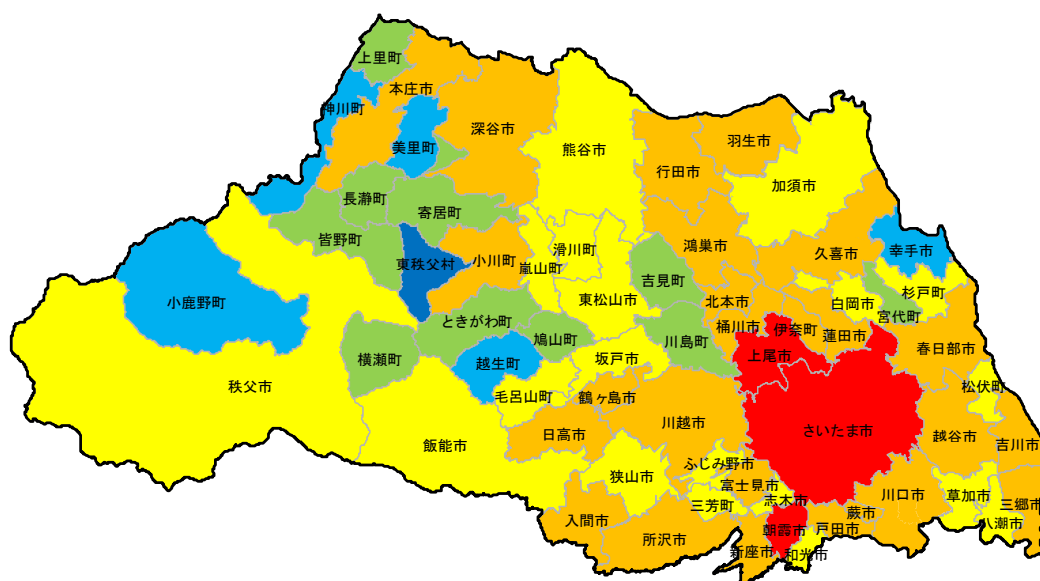 上里町
本庄市
神川町
美里町
深谷市
熊谷市
羽生市
行田市
加須市
長瀞町
寄居町
皆野町
東秩父村
小川町
嵐山町
滑川町
東松山市
吉見町
鴻巣市
久喜市
幸手市
杉戸町
白岡市
宮代町
小鹿野町
ときがわ町
鳩山町
川島町
北本市
桶川市
伊奈町
蓮田市
上尾市
春日部市
横瀬町
越生町
坂戸市
毛呂山町
鶴ヶ島市
松伏町
秩父市
飯能市
日高市
川越市
さいたま市
越谷市
吉川市
狭山市
ふじみ野市
富士見市
三芳町
志木市
川口市
草加市
三郷市
八潮市
入間市
所沢市
新座市
朝霞市
和光市
戸田市
蕨市